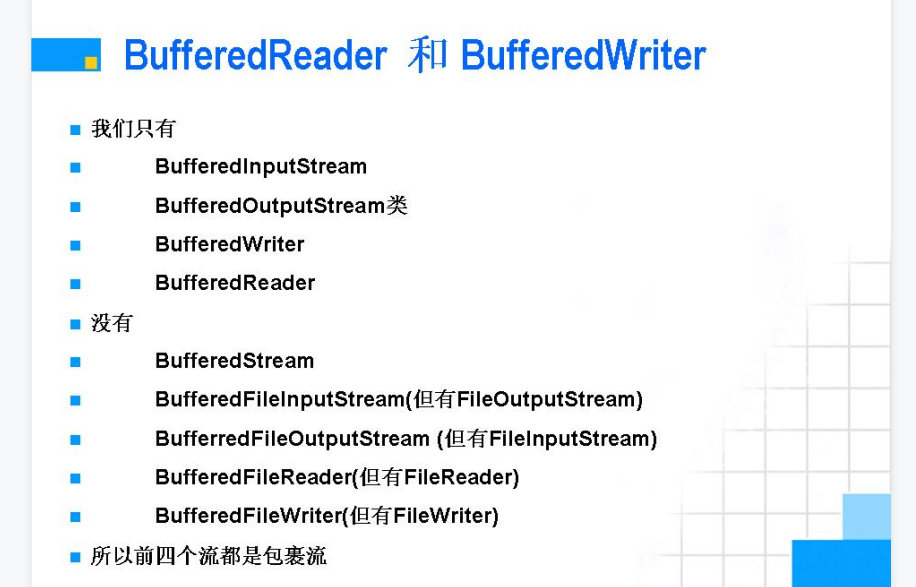 BufferedReader 和 BufferedWriter
我们只有
BufferedInputStream
BufferedOutputStream类
BufferedWriter
BufferedReader
没有
BufferedStream
BufferedFileInputStream(但有FileOutputStream)
BufferredFileOutputStream (但有FileInputStream)
BufferedFileReader(但有FileReader)
BufferedFileWriter(但有FileWriter)
所以前四个流都是包裹流